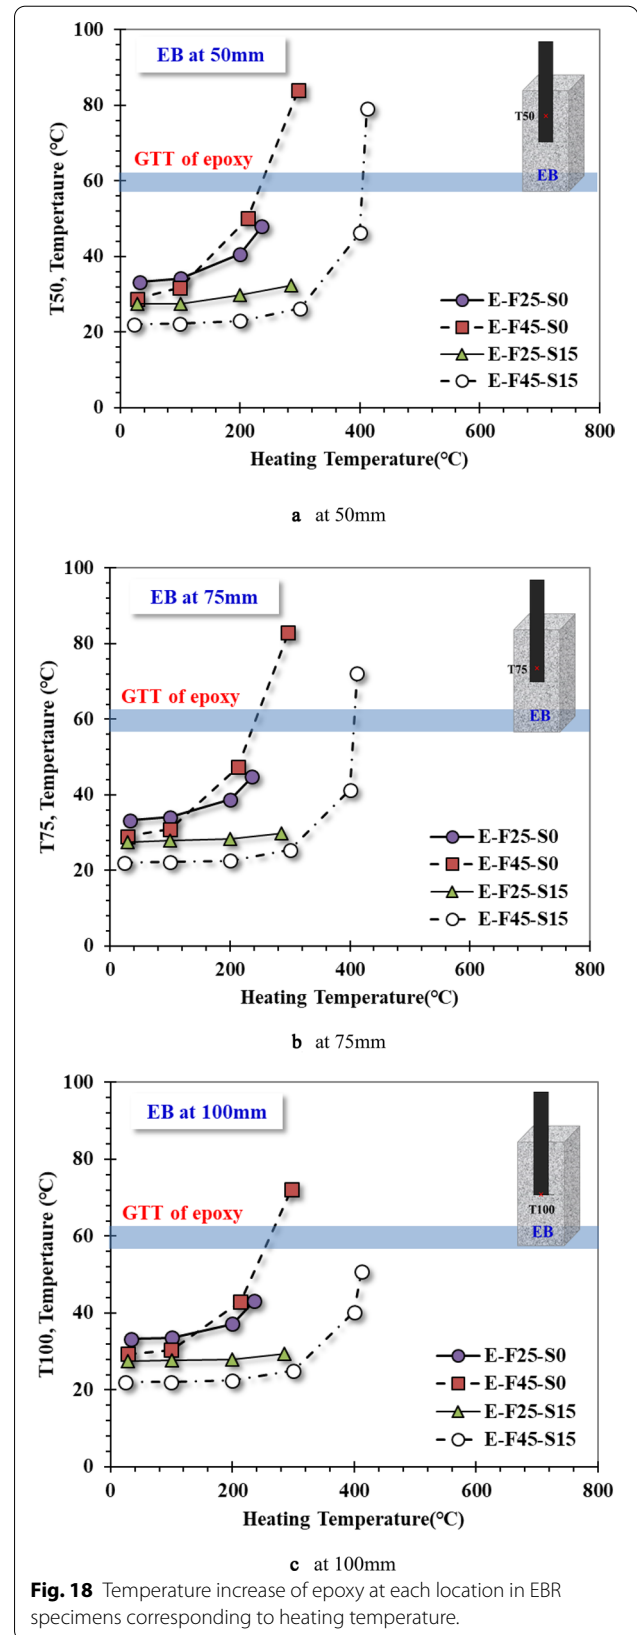 EB at 50mm
GTT of epoxy
T50
EB
E-F25-S0
E-F45-S0
E-F25-S15
E-F45-S15
T50, Tempertaure (°C)
100
80
60
40
20
0
0 200 400 600 800
Heating Temperature(°C)
a at 50mm
EB at 75mm
GTT of epoxy
T75
EB
E-F25-S0
E-F45-S0
E-F25-S15
E-F45-S15
T75, Tempertaure (°C)
100
80
60
40
20
0
0 200 400 600 800
Heating Temperature(°C)
b at 75mm
EB at 100mm
GTT of epoxy
T100
EB
E-F25-S0
E-F45-S0
E-F25-S15
E-F45-S15
T100, Tempertaure (°C)
100
80
60
40
20
0
0 200 400 600 800
Heating Temperature(°C)
c at 100mm
Fig. 18 Temperature increase of epoxy at each location in EBR
specimens corresponding to heating temperature.